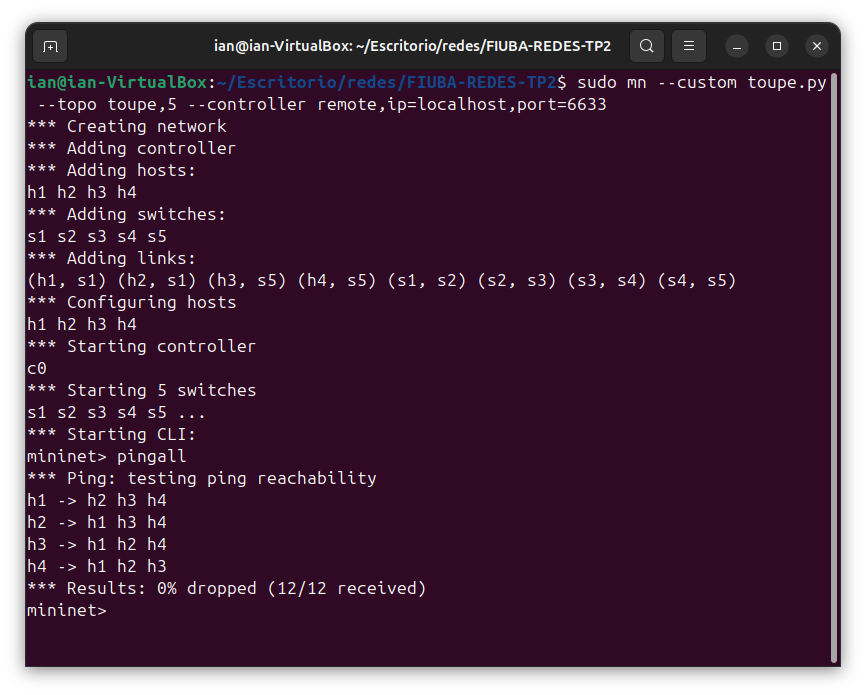 ian@ian-VirtualBox: ~/Escritorio/redes/FIUBA-REDES-TP2
ian@ian-VirtualBox:~/Escritorio/redes/FIUBA-REDES-TP2$ sudo mn --custom toupe.py
--topo toupe,5 --controller remote,ip=localhost,port=6633
*** Creating network
*** Adding controller
*** Adding hosts:
h1 h2 h3 h4
*** Adding switches:
s1 s2 s3 s4 s5
*** Adding links:
(h1, s1) (h2, s1) (h3, s5) (h4, s5) (s1, s2) (s2, s3) (s3, s4) (s4, s5)
*** Configuring hosts
h1 h2 h3 h4
*** Starting controller
c0
*** Starting 5 switches
s1 s2 s3 s4 s5 ...
*** Starting CLI:
mininet> pingall
*** Ping: testing ping reachability
h1 -> h2 h3 h4
h2 -> h1 h3 h4
h3 -> h1 h2 h4
h4 -> h1 h2 h3
*** Results: 0% dropped (12/12 received)
mininet>